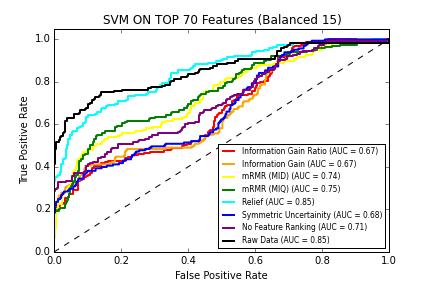 SVM ON TOP 70 Features (Balanced 15)
True Positive Rate
1.0
0.8
0.6
0.4
0.2
0.0
Information Gain Ratio (AUC = 0.67)
Information Gain (AUC = 0.67)
mRMR (MID) (AUC = 0.74)
mRMR (MIQ) (AUC = 0.75)
Relief (AUC = 0.85)
Symmetric Uncertainity (AUC = 0.68)
No Feature Ranking (AUC = 0.71)
Raw Data (AUC = 0.85)
0.0 0.2 0.4 0.6 0.8 1.0
False Positive Rate